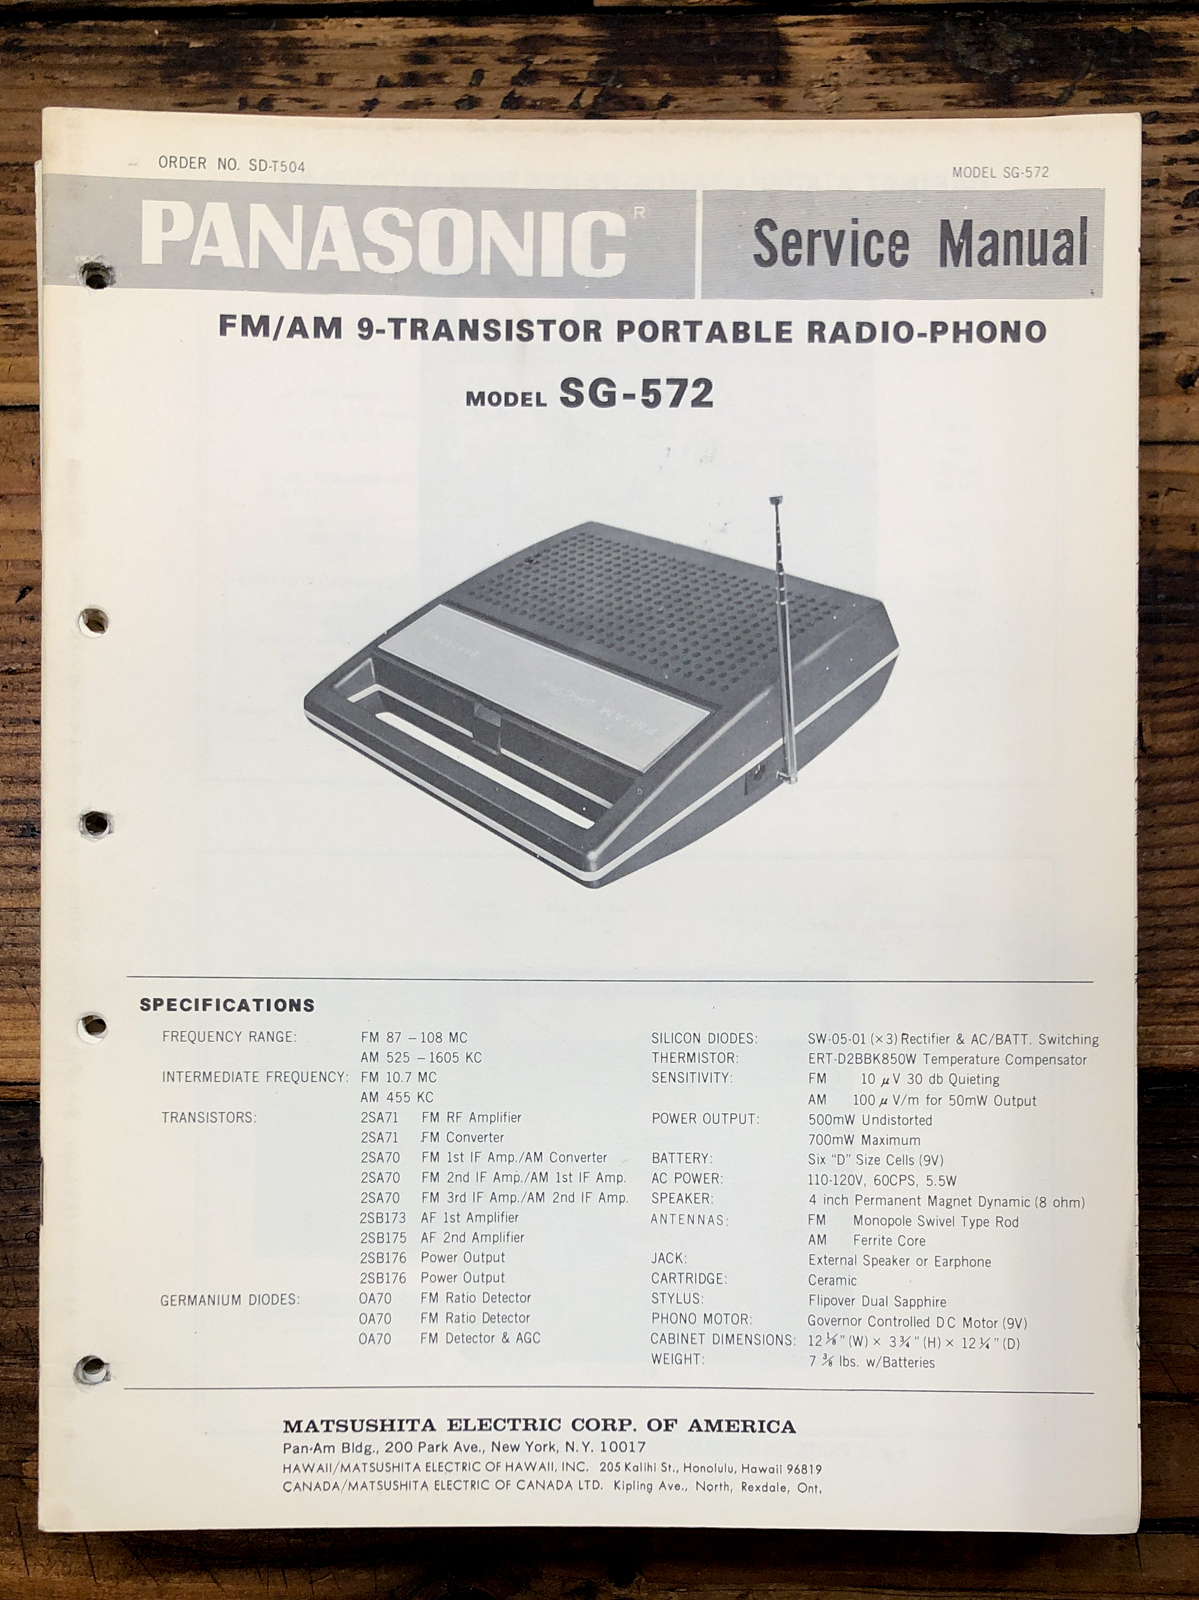 ORDER NO. SD-T504
MODEL SG-572
PANASONIC®
Service Manual
FM/AM 9-TRANSISTOR PORTABLE RADIO-PHONO
MODEL SG-572
SPECIFICATIONS
FREQUENCY RANGE: FM 87 – 108 MC
AM 525 – 1605 KC
INTERMEDIATE FREQUENCY: FM 10.7 MC
AM 455 KC
TRANSISTORS: 2SA71 FM RF Amplifier
2SA71 FM Converter
2SA70 FM 1st IF Amp./AM Converter
2SA70 FM 2nd IF Amp./AM 1st IF Amp.
2SA70 FM 3rd IF Amp./AM 2nd IF Amp.
2SB173 AF 1st Amplifier
2SB175 AF 2nd Amplifier
2SB176 Power Output
2SB176 Power Output
GERMANIUM DIODES: OA70 FM Ratio Detector
OA70 FM Ratio Detector
OA70 FM Detector & AGC
SILICON DIODES: SW-05-01 (×3) Rectifier & AC/BATT. Switching
THERMISTOR: ERT-D2BBK850W Temperature Compensator
SENSITIVITY: FM 10 μV 30 db Quieting
AM 100 μ V/m for 50mW Output
POWER OUTPUT: 500mW Undistorted
700mW Maximum
BATTERY: Six "D" Size Cells (9V)
AC POWER: 110-120V, 60CPS, 5.5W
SPEAKER: 4 inch Permanent Magnet Dynamic (8 ohm)
ANTENNAS: FM Monopole Swivel Type Rod
AM Ferrite Core
JACK: External Speaker or Earphone
CARTRIDGE: Ceramic
STYLUS: Flipover Dual Sapphire
PHONO MOTOR: Governor Controlled DC Motor (9V)
CABINET DIMENSIONS: 12 ⅛" (W) × 3 ¾" (H) × 12 ¼" (D)
WEIGHT: 7 ⅜ lbs. w/Batteries
MATSUSHITA ELECTRIC CORP. OF AMERICA
Pan-Am Bldg., 200 Park Ave., New York, N.Y. 10017
HAWAII/MATSUSHITA ELECTRIC OF HAWAII, INC. 205 Kalihi St., Honolulu, Hawaii 96819
CANADA/MATSUSHITA ELECTRIC OF CANADA LTD. Kipling Ave., North, Rexdale, Ont.